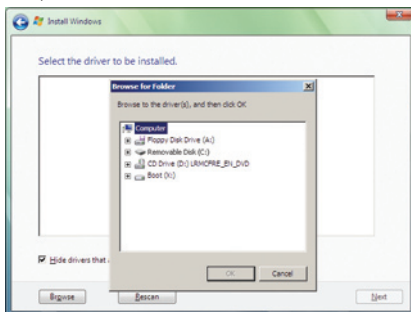 Install Windows
Select the driver to be installed.
Browse for Folder
Browse to the driver(s), and then click OK
Computer
Floppy Disk Drive (A:)
Removable Disk (C:)
CD Drive (D:) LRMCFRE_EN_DVD
Boot (X:)
Hide drivers that
OK
Cancel
Browse
Rescan
Next